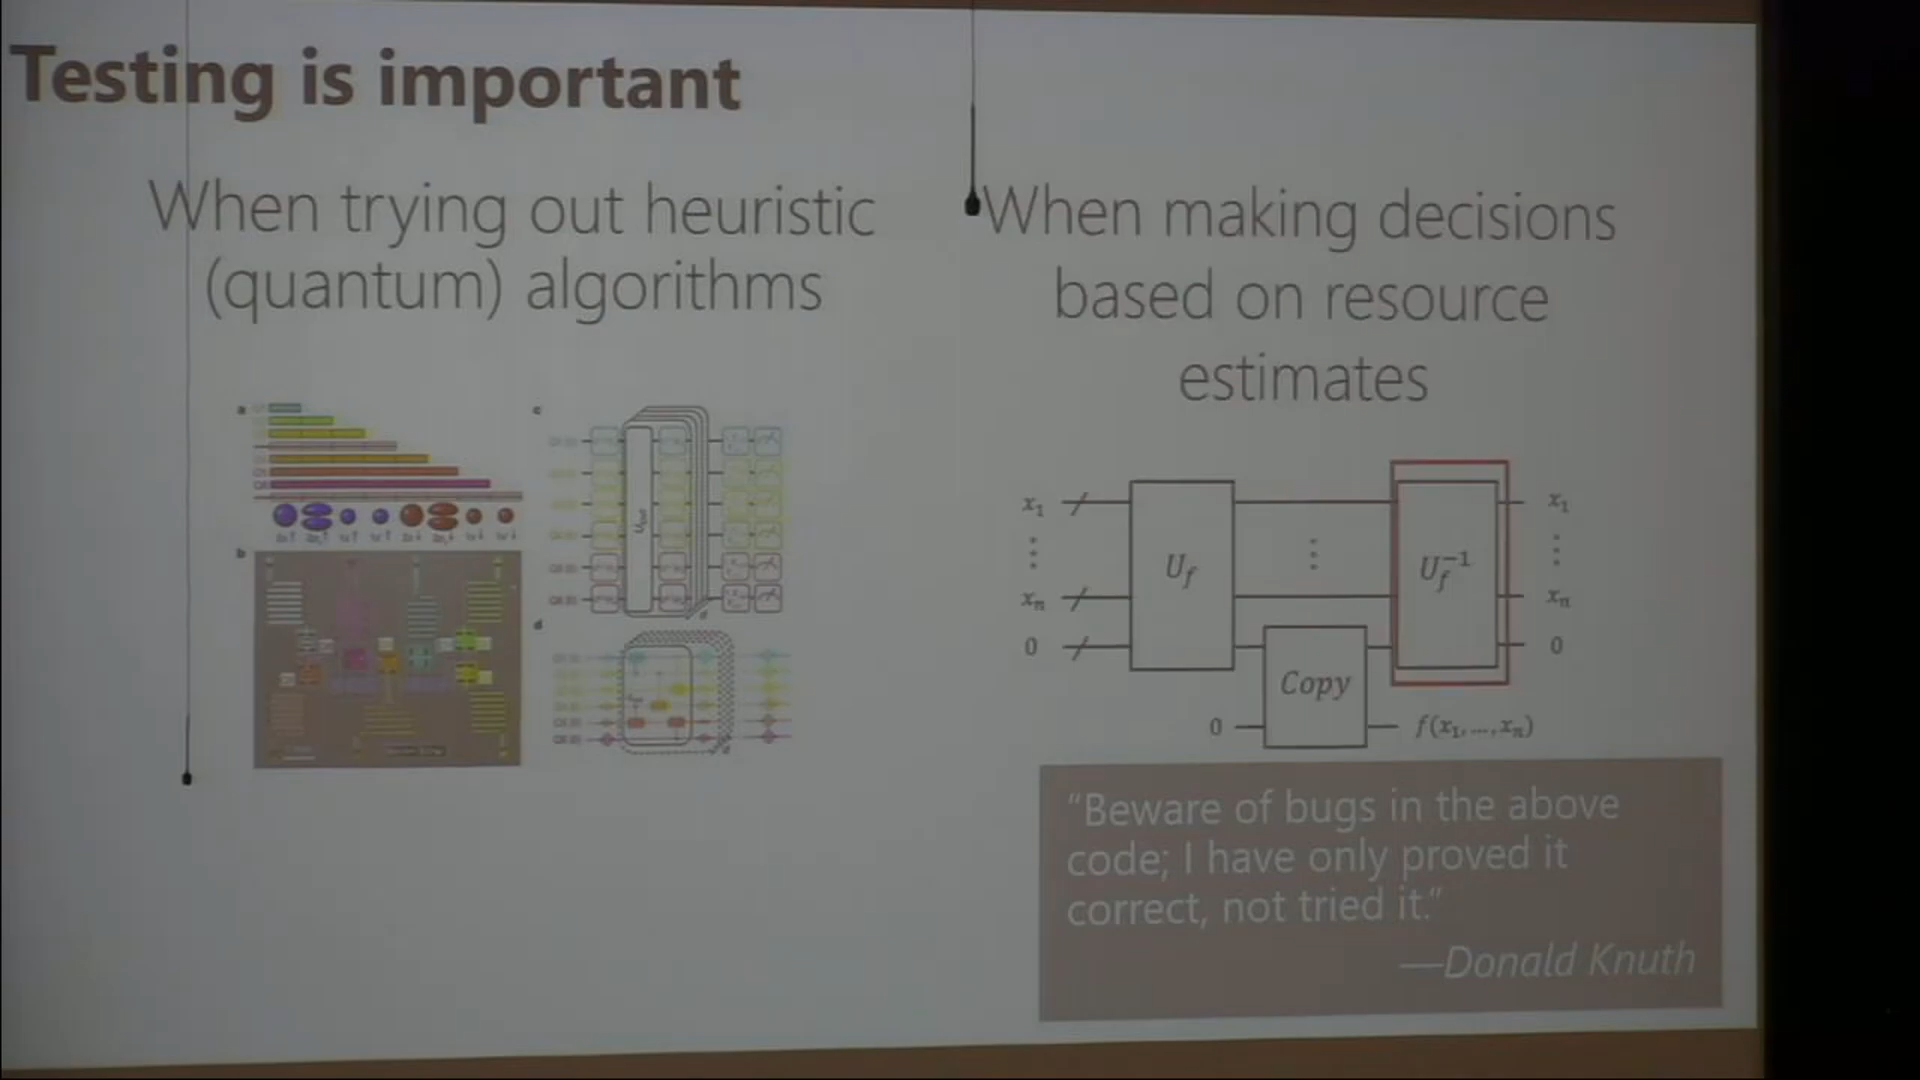 Testing is important
When trying out heuristic
(quantum) algorithms
When making decisions
based on resource
estimates
a
c
b
d
x₁
⋮
xₙ
0
U_f
⋮
Copy
0
U_f⁻¹
x₁
⋮
xₙ
0
f(x₁,...,xₙ)
"Beware of bugs in the above
code; I have only proved it
correct, not tried it."
—Donald Knuth